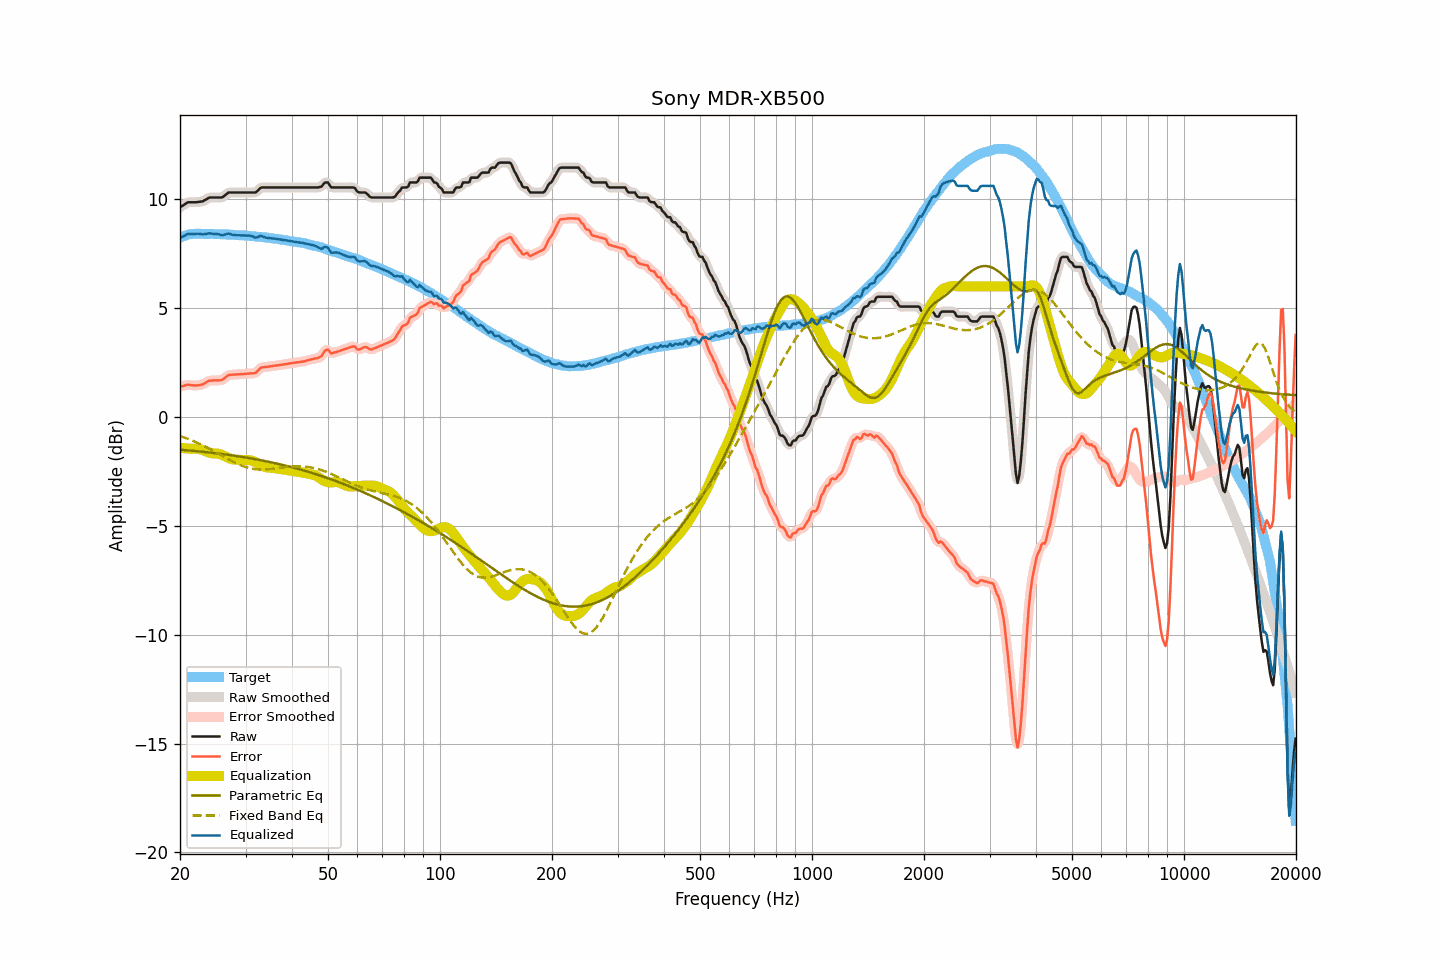 Sony MDR-XB500
Amplitude (dBr)
10
5
0
−5
−10
−15
−20
Target
Raw Smoothed
Error Smoothed
Raw
Error
Equalization
Parametric Eq
Fixed Band Eq
Equalized
20 50 100 200 500 1000 2000 5000 10000 20000
Frequency (Hz)